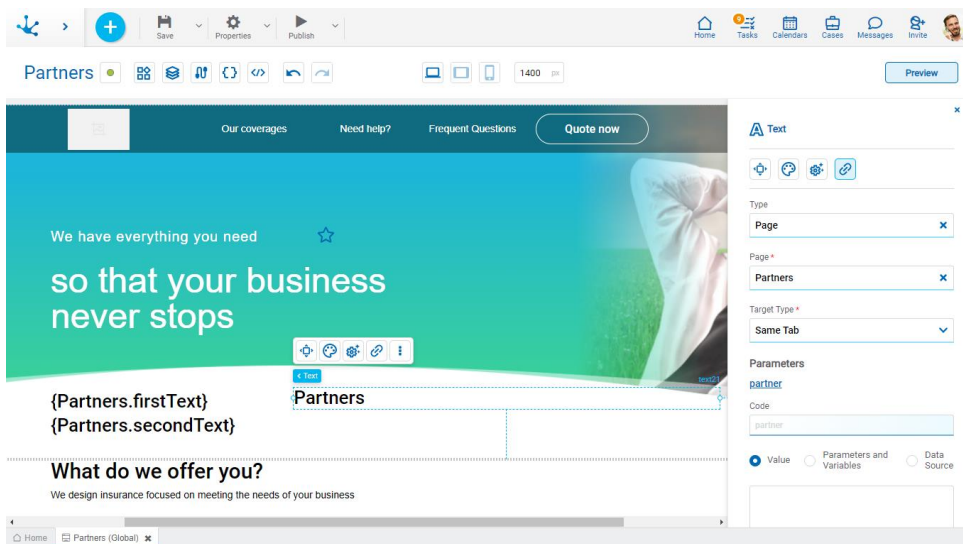 Save
Properties
Publish
Home
9
Tasks
Calendars
Cases
Messages
Invite
Partners
1400 px
Preview
Our coverages
Need help?
Frequent Questions
Quote now
We have everything you need
so that your business
never stops
< Text
text21
{Partners.firstText}
Partners
{Partners.secondText}
What do we offer you?
We design insurance focused on meeting the needs of your business
Text
Type
Page
Page *
Partners
Target Type *
Same Tab
Parameters
partner
Code
partner
Value
Parameters and
Variables
Data
Source
Home
Partners (Global)